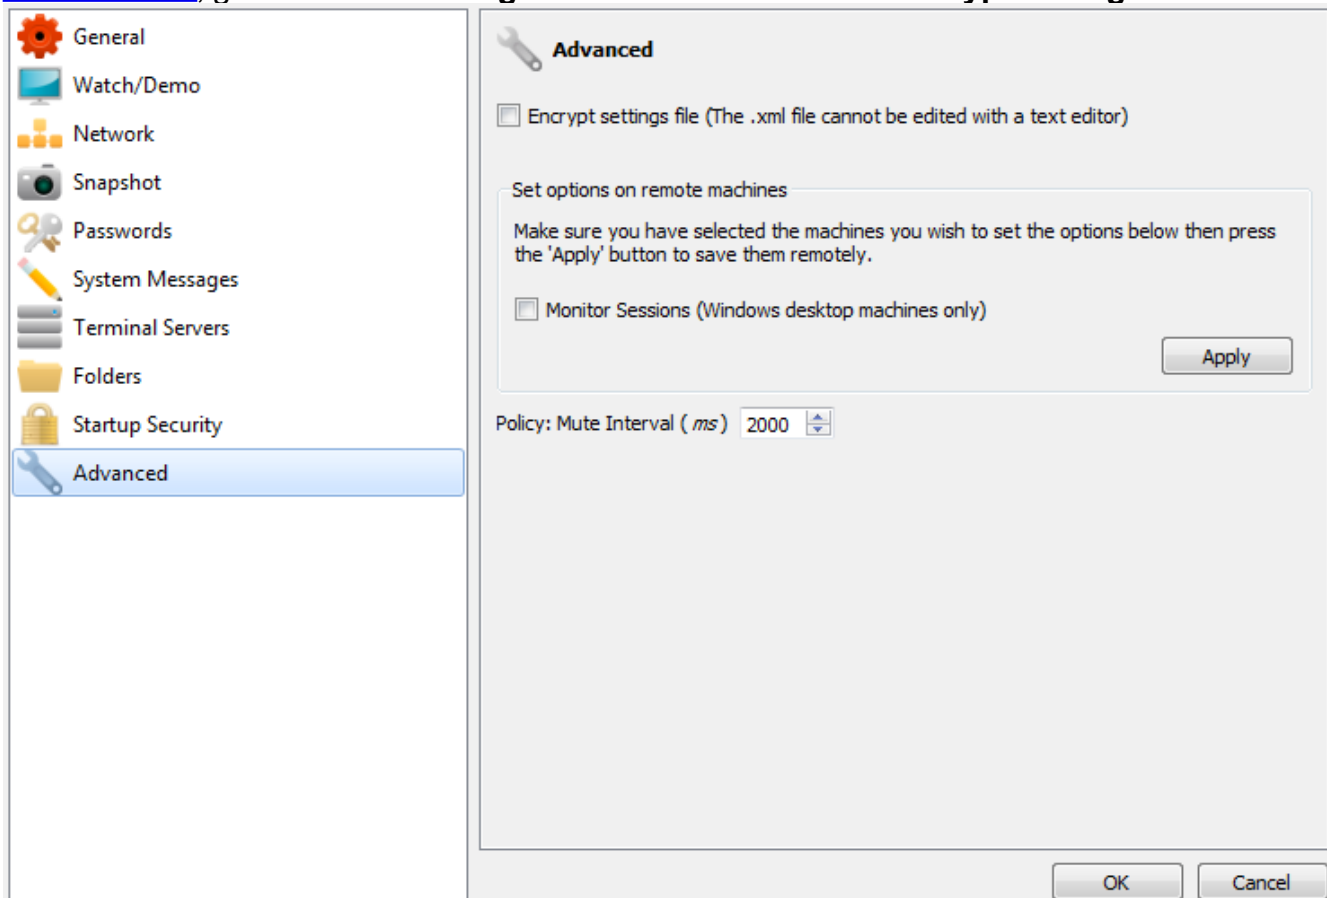 General
Watch/Demo
Network
Snapshot
Passwords
System Messages
Terminal Servers
Folders
Startup Security
Advanced
Advanced
Encrypt settings file (The .xml file cannot be edited with a text editor)
Set options on remote machines
Make sure you have selected the machines you wish to set the options below then press
the 'Apply' button to save them remotely.
Monitor Sessions (Windows desktop machines only)
Apply
Policy: Mute Interval ( ms ) 2000
OK
Cancel